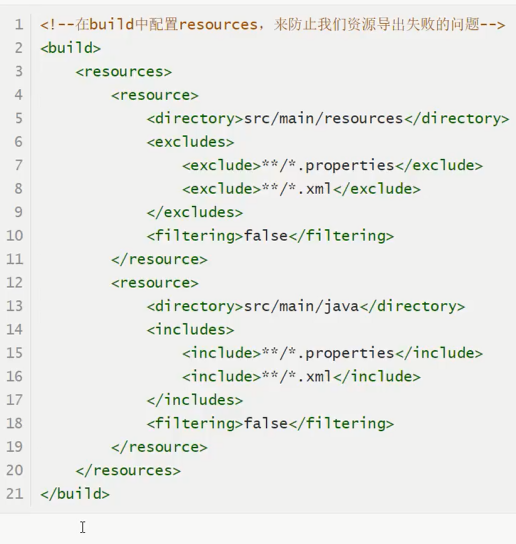 1 <!--在build中配置resources，来防止我们资源导出失败的问题-->
2 <build>
3     <resources>
4         <resource>
5             <directory>src/main/resources</directory>
6             <excludes>
7                 <exclude>**/*.properties</exclude>
8                 <exclude>**/*.xml</exclude>
9             </excludes>
10             <filtering>false</filtering>
11         </resource>
12         <resource>
13             <directory>src/main/java</directory>
14             <includes>
15                 <include>**/*.properties</include>
16                 <include>**/*.xml</include>
17             </includes>
18             <filtering>false</filtering>
19         </resource>
20     </resources>
21 </build>